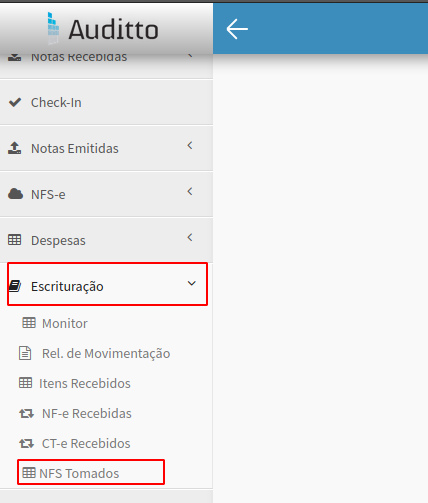 Auditto
Notas Recebidas
Check-In
Notas Emitidas
NFS-e
Despesas
Escrituração
Monitor
Rel. de Movimentação
Itens Recebidos
NF-e Recebidas
CT-e Recebidos
NFS Tomados